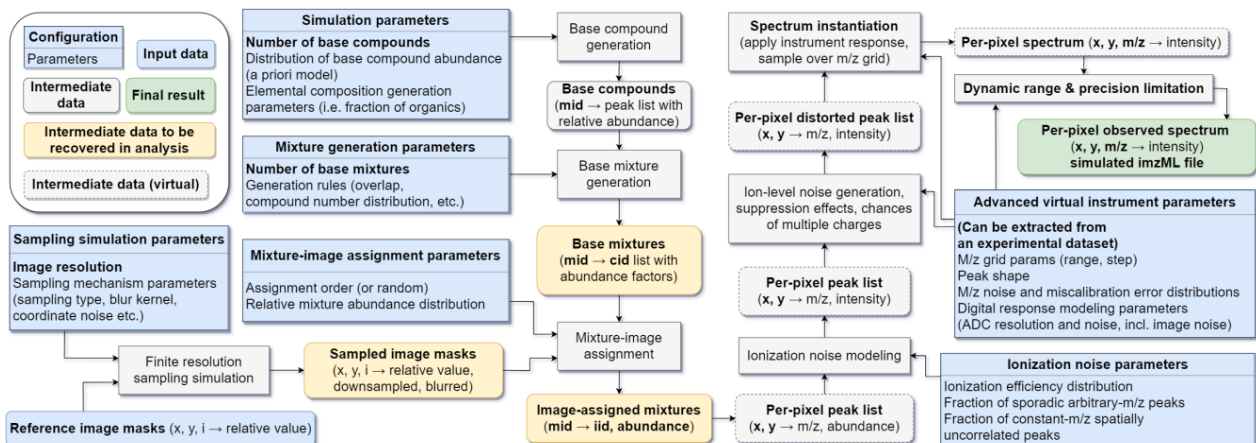 Configuration
Parameters
Input data
Intermediate
data
Final result
Intermediate data to be
recovered in analysis
Intermediate data (virtual)
Simulation parameters
Number of base compounds
Distribution of base compound abundance
(a priori model)
Elemental composition generation
parameters (i.e. fraction of organics)
Mixture generation parameters
Number of base mixtures
Generation rules (overlap,
compound number distribution, etc.)
Sampling simulation parameters
Image resolution
Sampling mechanism parameters
(sampling type, blur kernel,
coordinate noise etc.)
Mixture-image assignment parameters
Assignment order (or random)
Relative mixture abundance distribution
Finite resolution
sampling simulation
Sampled image masks
(x, y, i → relative value,
downsampled, blurred)
Reference image masks (x, y, i → relative value)
Base compound
generation
Base compounds
(mid → peak list with
relative abundance)
Base mixture
generation
Base mixtures
(mid → cid list with
abundance factors)
Mixture-image
assignment
Image-assigned mixtures
(mid → iid, abundance)
Spectrum instantiation
(apply instrument response,
sample over m/z grid)
Per-pixel distorted peak list
(x, y → m/z, intensity)
Ion-level noise generation,
suppression effects, chances
of multiple charges
Per-pixel peak list
(x, y → m/z, intensity)
Ionization noise modeling
Per-pixel peak list
(x, y → m/z, abundance)
Per-pixel spectrum (x, y, m/z → intensity)
Dynamic range & precision limitation
Per-pixel observed spectrum
(x, y, m/z → intensity)
simulated imzML file
Advanced virtual instrument parameters
(Can be extracted from
an experimental dataset)
M/z grid params (range, step)
Peak shape
M/z noise and miscalibration error distributions
Digital response modeling parameters
(ADC resolution and noise, incl. image noise)
Ionization noise parameters
Ionization efficiency distribution
Fraction of sporadic arbitrary-m/z peaks
Fraction of constant-m/z spatially
uncorrelated peaks